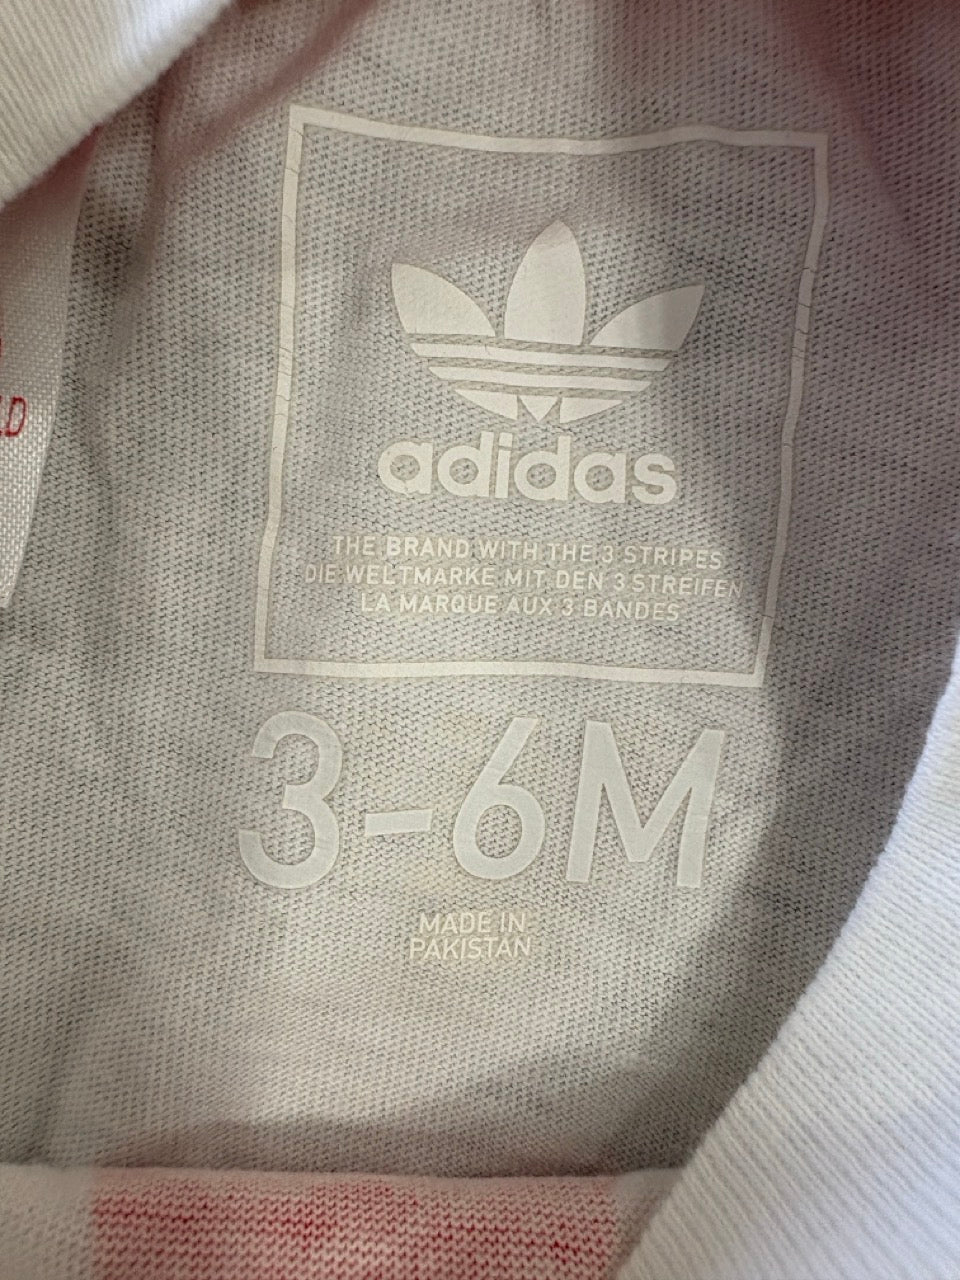 adidas
THE BRAND WITH THE 3 STRIPES
DIE WELTMARKE MIT DEN 3 STREIFEN
LA MARQUE AUX 3 BANDES
3-6M
MADE IN
PAKISTAN